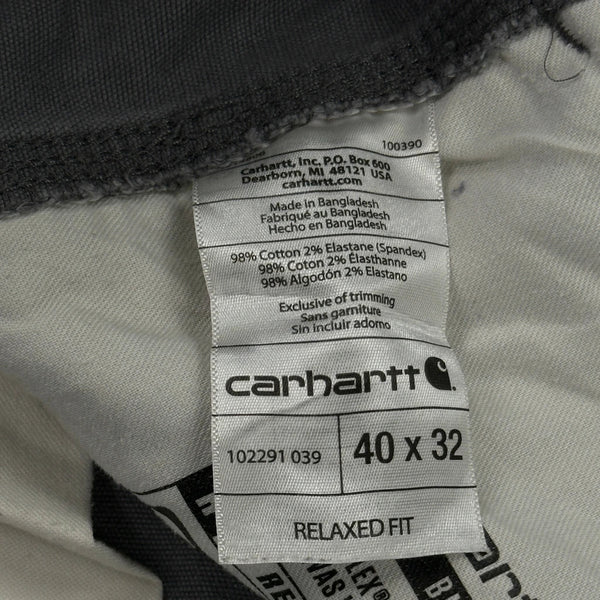 100390
Carhartt, Inc. P.O. Box 600
Dearborn, MI 48121 USA
carhartt.com
Made in Bangladesh
Fabriqué au Bangladesh
Hecho en Bangladesh
98% Cotton 2% Elastane (Spandex)
98% Coton 2% Élasthanne
98% Algodón 2% Elastano
Exclusive of trimming
Sans garniture
Sin incluir adorno
carhartt
102291 039
40 x 32
RELAXED FIT